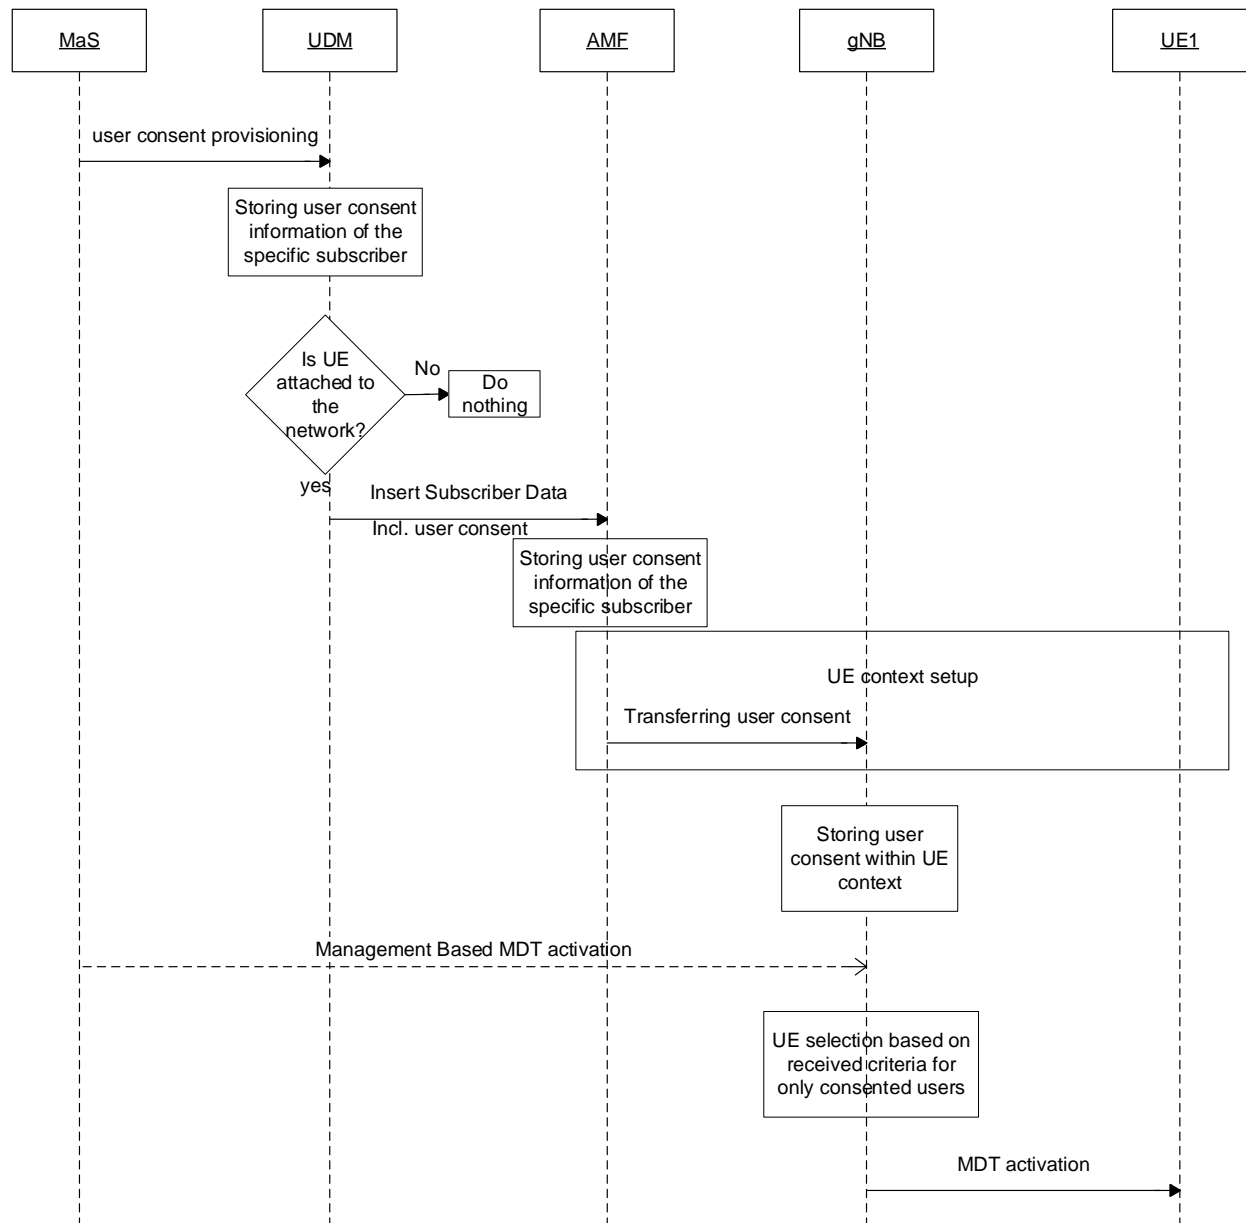 MaS
UDM
AMF
gNB
UE1
user consent provisioning
Storing user consent
information of the
specific subscriber
Is UE
attached to
the
network?
No
Do
nothing
yes
Insert Subscriber Data
Incl. user consent
Storing user consent
information of the
specific subscriber
UE context setup
Transferring user consent
Storing user
consent within UE
context
Management Based MDT activation
UE selection based on
received criteria for
only consented users
MDT activation